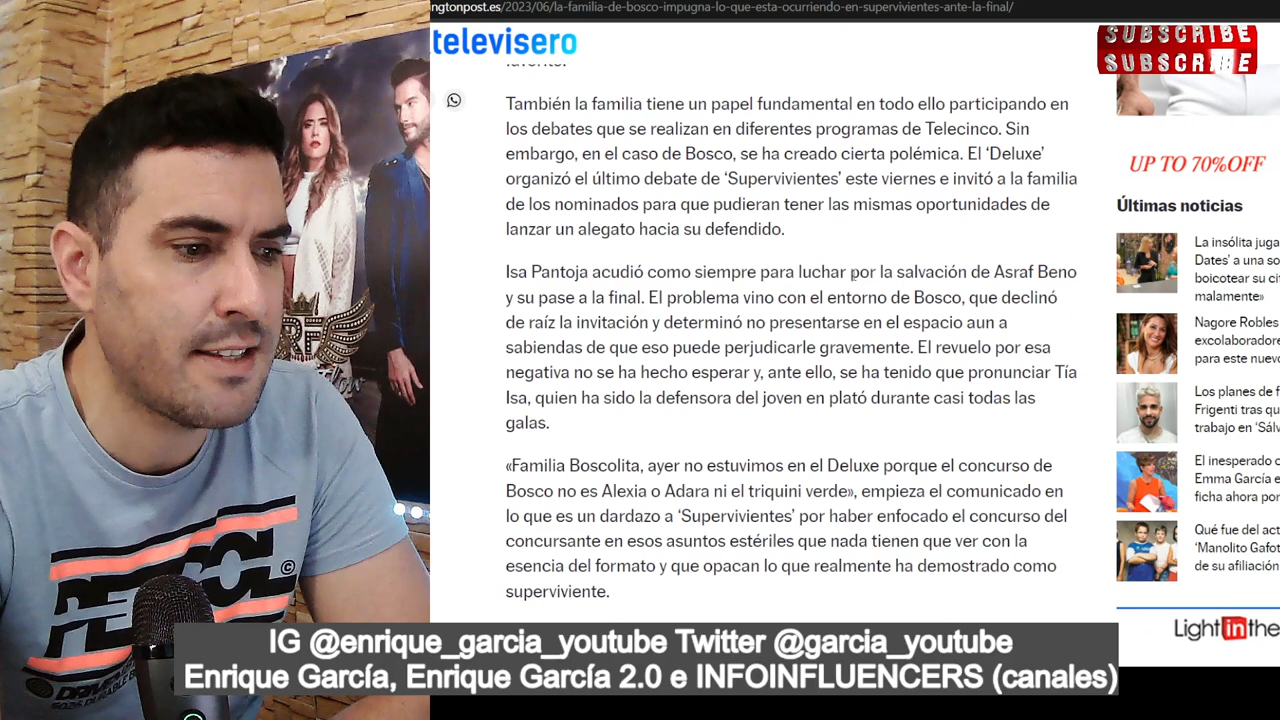 ngtonpost.es/2023/06/la-familia-de-bosco-impugna-lo-que-esta-ocurriendo-en-supervivientes-ante-la-final/
televisero
SUBSCRIBE
SUBSCRIBE
favorito.
También la familia tiene un papel fundamental en todo ello participando en
los debates que se realizan en diferentes programas de Telecinco. Sin
embargo, en el caso de Bosco, se ha creado cierta polémica. El ‘Deluxe’
organizó el último debate de ‘Supervivientes’ este viernes e invitó a la familia
de los nominados para que pudieran tener las mismas oportunidades de
lanzar un alegato hacia su defendido.
Isa Pantoja acudió como siempre para luchar por la salvación de Asraf Beno
y su pase a la final. El problema vino con el entorno de Bosco, que declinó
de raíz la invitación y determinó no presentarse en el espacio aun a
sabiendas de que eso puede perjudicarle gravemente. El revuelo por esa
negativa no se ha hecho esperar y, ante ello, se ha tenido que pronunciar Tía
Isa, quien ha sido la defensora del joven en plató durante casi todas las
galas.
«Familia Boscolita, ayer no estuvimos en el Deluxe porque el concurso de
Bosco no es Alexia o Adara ni el triquini verde», empieza el comunicado en
lo que es un dardazo a ‘Supervivientes’ por haber enfocado el concurso del
concursante en esos asuntos estériles que nada tienen que ver con la
esencia del formato y que opacan lo que realmente ha demostrado como
superviviente.
UP TO 70%OFF
Últimas noticias
La insólita juga
Dates’ a una so
boicotear su ci
malamente»
Nagore Robles
excolaboradore
para este nuev
Los planes de f
Frigenti tras qu
trabajo en ‘Sálv
El inesperado c
Emma García e
ficha ahora por
Qué fue del act
‘Manolito Gafot
de su afiliación
Light in the
RF
IG @enrique_garcia_youtube Twitter @garcia_youtube
Enrique García, Enrique García 2.0 e INFOINFLUENCERS (canales)